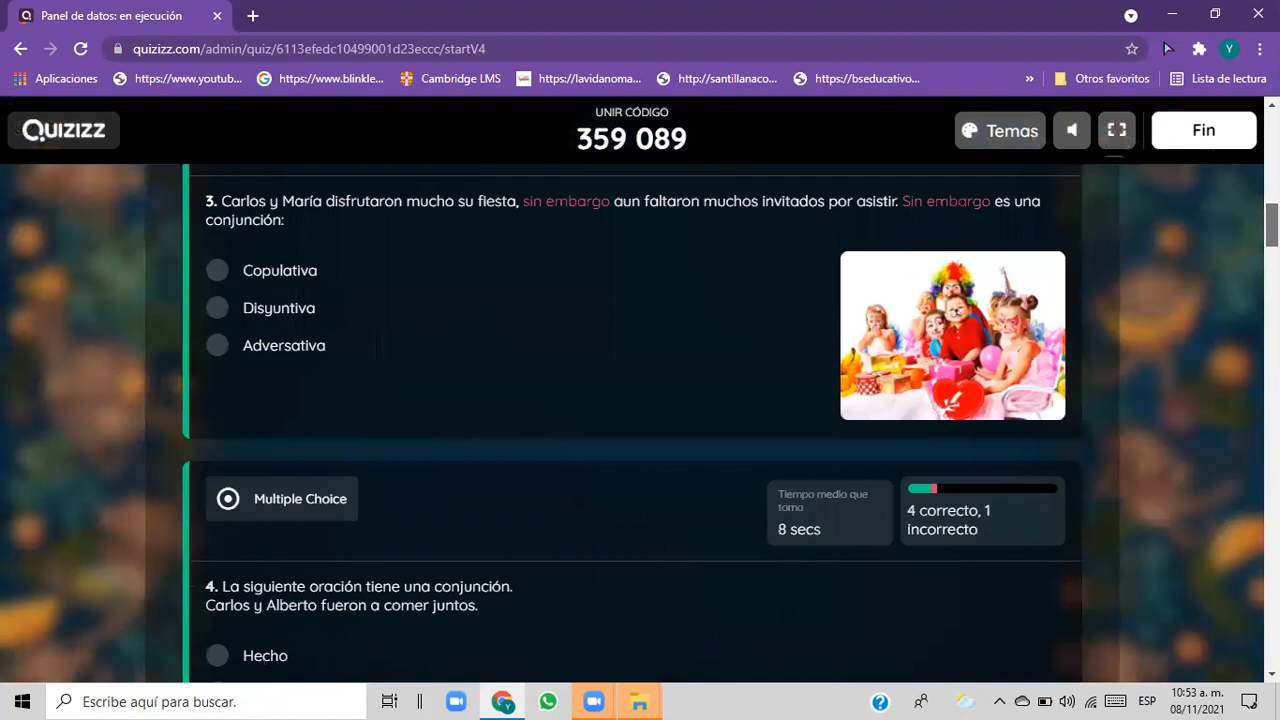 Panel de datos: en ejecución
quizizz.com/admin/quiz/6113efedc10499001d23eccc/startV4
Y
Aplicaciones
https://www.youtub...
https://www.blinkle...
Cambridge LMS
https://lavidanoma...
http://santillanaco...
https://bseducativo...
»
Otros favoritos
Lista de lectura
Quizizz
UNIR CÓDIGO
359 089
Temas
Fin
3. Carlos y María disfrutaron mucho su fiesta, sin embargo aun faltaron muchos invitados por asistir. Sin embargo es una
conjunción:
Copulativa
Disyuntiva
Adversativa
Multiple Choice
Tiempo medio que
toma
8 secs
4 correcto, 1
incorrecto
4. La siguiente oración tiene una conjunción.
Carlos y Alberto fueron a comer juntos.
Hecho
Escribe aquí para buscar.
ESP
10:53 a. m.
08/11/2021